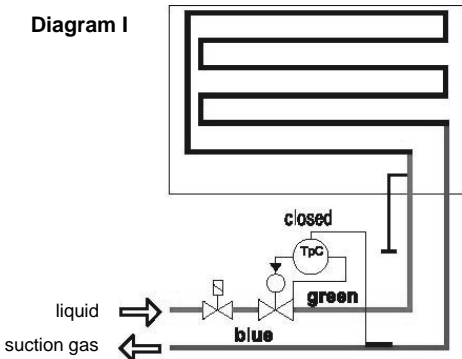 Diagram I
closed
TpC
green
liquid
blue
suction gas